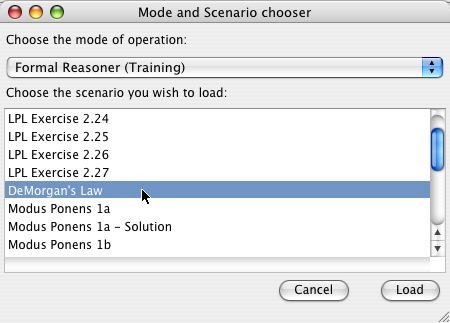 Mode and Scenario chooser
Choose the mode of operation:
Formal Reasoner (Training)
Choose the scenario you wish to load:
LPL Exercise 2.24
LPL Exercise 2.25
LPL Exercise 2.26
LPL Exercise 2.27
DeMorgan's Law
Modus Ponens 1a
Modus Ponens 1a - Solution
Modus Ponens 1b
Cancel
Load